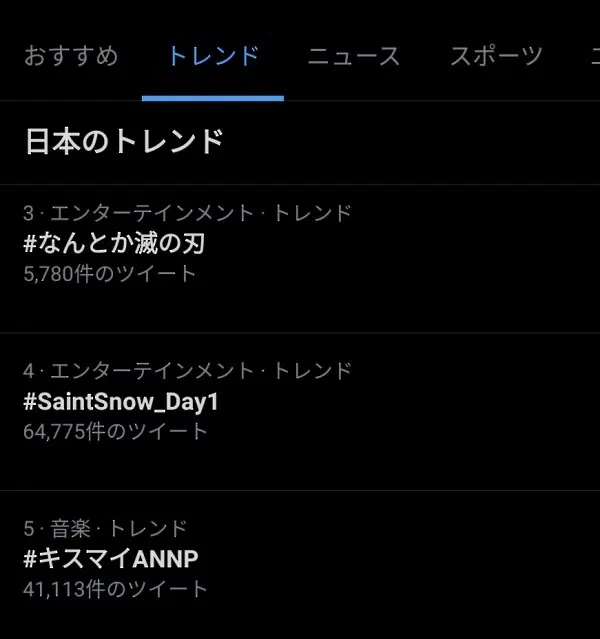 おすすめ トレンド ニュース スポーツ
日本のトレンド
3 · エンターテインメント · トレンド
#なんとか滅の刃
5,780件のツイート
4 · エンターテインメント · トレンド
#SaintSnow_Day1
64,775件のツイート
5 · 音楽 · トレンド
#キスマイANNP
41,113件のツイート